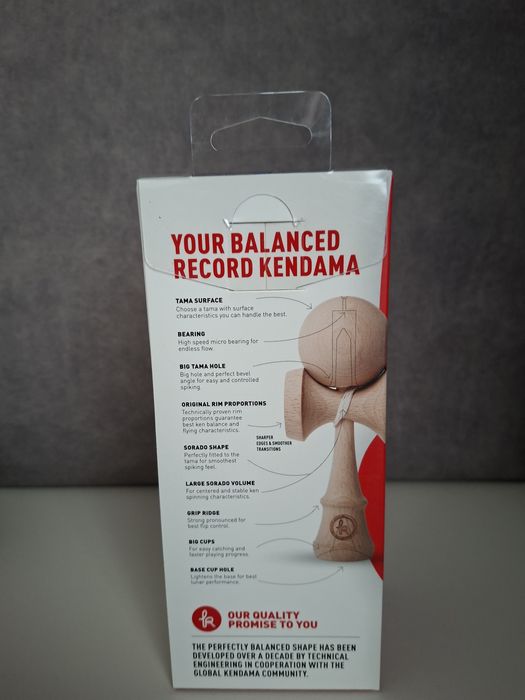 YOUR BALANCED
RECORD KENDAMA
TAMA SURFACE
Choose a tama with surface
characteristics you can handle the best.
BEARING
High speed micro bearing for
endless flow.
BIG TAMA HOLE
Big hole and perfect bevel
angle for easy and controlled
spiking.
ORIGINAL RIM PROPORTIONS
Technically proven rim
proportions guarantee
best ken balance and
flying characteristics.
SHARPER
EDGES & SMOOTHER
TRANSITIONS
SORADO SHAPE
Perfectly fitted to the
tama for smoothest
spiking feel.
LARGE SORADO VOLUME
For centered and stable ken
spinning characteristics.
GRIP RIDGE
Strong pronounced for
best flip control.
BIG CUPS
For easy catching and
faster playing progress.
BASE CUP HOLE
Lightens the base for best
lunar performance.
OUR QUALITY
PROMISE TO YOU
THE PERFECTLY BALANCED SHAPE HAS BEEN
DEVELOPED OVER A DECADE BY TECHNICAL
ENGINEERING IN COOPERATION WITH THE
GLOBAL KENDAMA COMMUNITY.